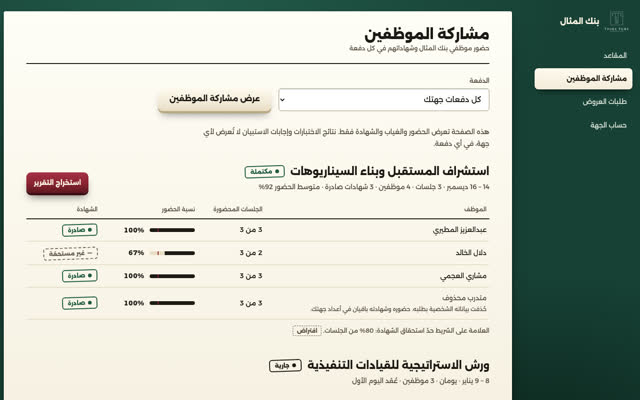 بنك المثال
المقاعد
مشاركة الموظفين
طلبات العروض
حساب الجهة
مشاركة الموظفين
حضور موظفي بنك المثال وشهاداتهم في كل دفعة
الدفعة
كل دفعات جهتك
عرض مشاركة الموظفين
هذه الصفحة تعرض الحضور والغياب والشهادة فقط. نتائج الاختبارات وإجابات الاستبيان لا تُعرض لأي
جهة، في أي دفعة.
استشراف المستقبل وبناء السيناريوهات
مكتملة
14 – 16 ديسمبر · 3 جلسات · 4 موظفين · 3 شهادات صادرة · متوسط الحضور 92%
استخراج التقرير
الموظف الجلسات المحضورة نسبة الحضور الشهادة
عبدالعزيز المطيري 3 من 3 100% صادرة
دلال الخالد 2 من 3 67% — غير مستحقة
مشاري العجمي 3 من 3 100% صادرة
متدرب محذوف 3 من 3 100% صادرة
حُذفت بياناته الشخصية بطلبه. حضوره وشهادته باقيان في أعداد جهتك.
العلامة على الشريط حدّ استحقاق الشهادة: 80% من الجلسات. افتراض
ورش الاستراتيجية للقيادات التنفيذية
جارية
8 – 9 يناير · يومان · 3 موظفين · عُقد اليوم الأول